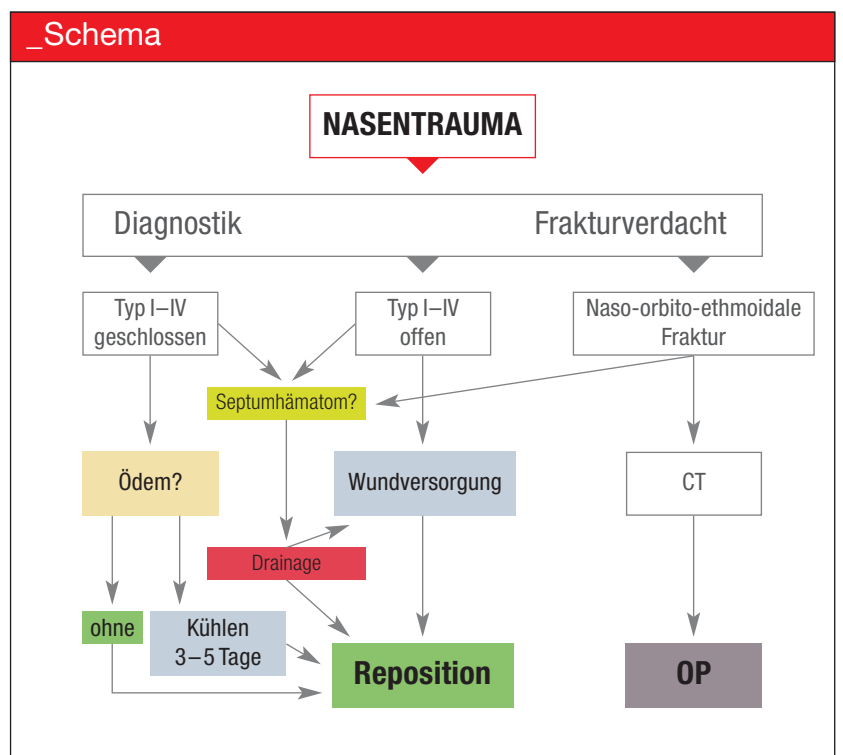 _Schema
NASENTRAUMA
Diagnostik
Frakturverdacht
Typ I–IV
geschlossen
Typ I–IV
offen
Naso-orbito-ethmoidale
Fraktur
Septumhämatom?
Ödem?
Wundversorgung
CT
Drainage
ohne
Kühlen
3–5 Tage
Reposition
OP